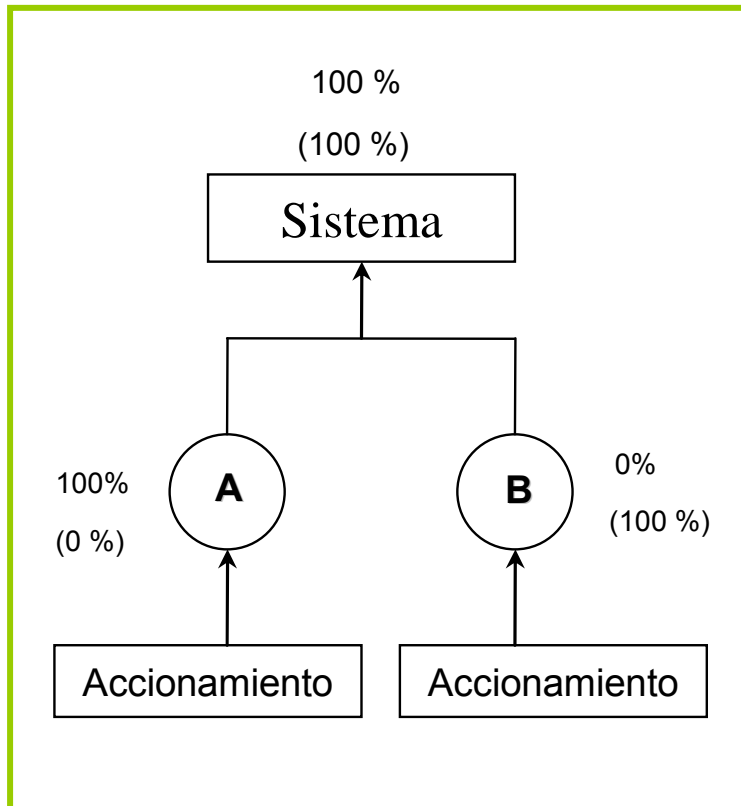 100 %
(100 %)
Sistema
A
B
100%
(0 %)
0%
(100 %)
Accionamiento
Accionamiento